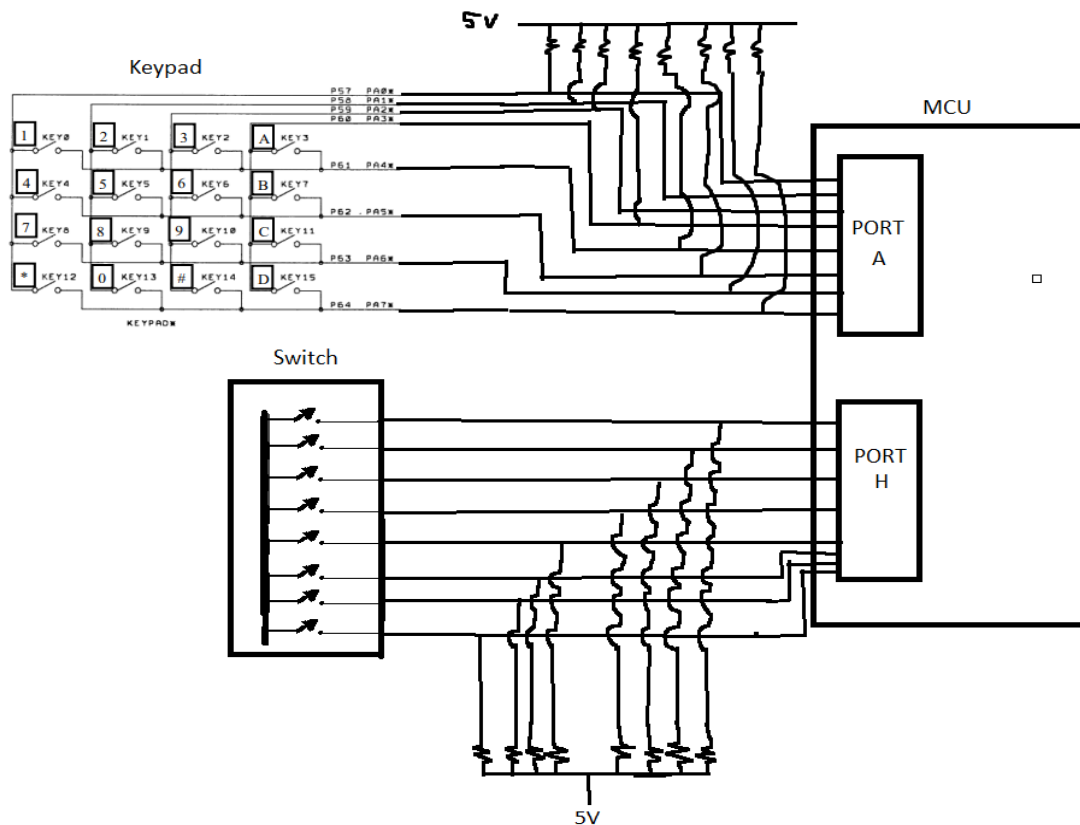 5V
Keypad
P57 PA0*
P58 PA1*
P59 PA2*
P60 PA3*
MCU
1 KEY0 2 KEY1 3 KEY2 A KEY3
P61 PA4*
PORT
A
4 KEY4 5 KEY5 6 KEY6 B KEY7
P62 PA5*
7 KEY8 8 KEY9 9 KEY10 C KEY11
P63 PA6*
* KEY12 0 KEY13 # KEY14 D KEY15
P64 PA7*
KEYPAD*
Switch
PORT
H
5V